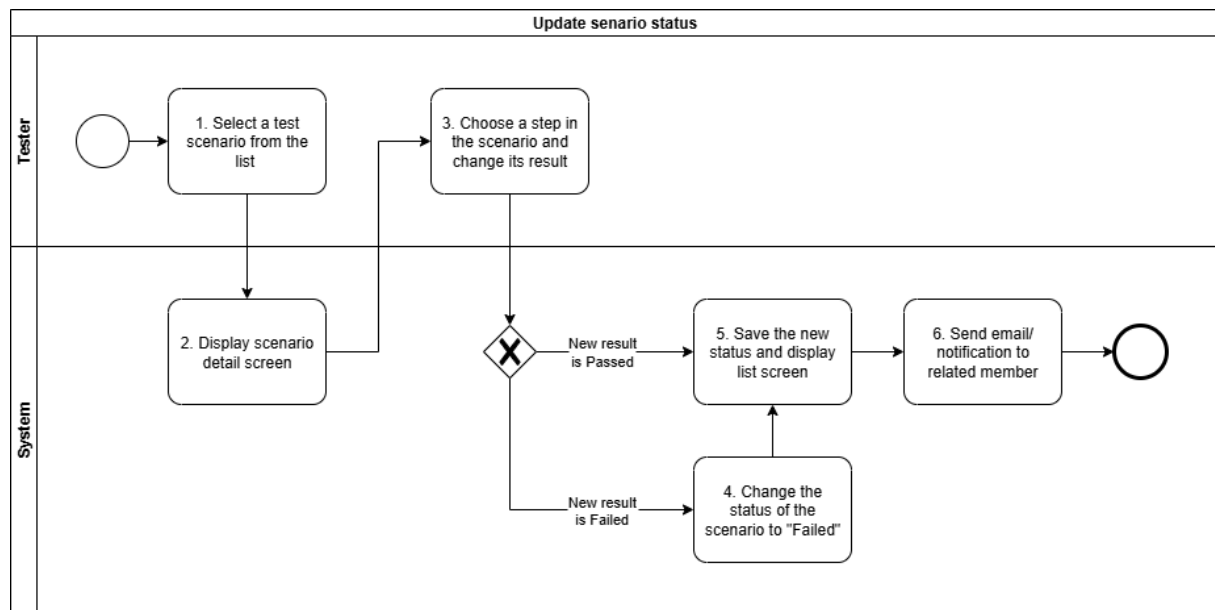 Update senario status
Tester
1. Select a test
scenario from the
list
3. Choose a step in
the scenario and
change its result
System
2. Display scenario
detail screen
New result
is Passed
5. Save the new
status and display
list screen
6. Send email/
notification to
related member
New result
is Failed
4. Change the
status of the
scenario to "Failed"